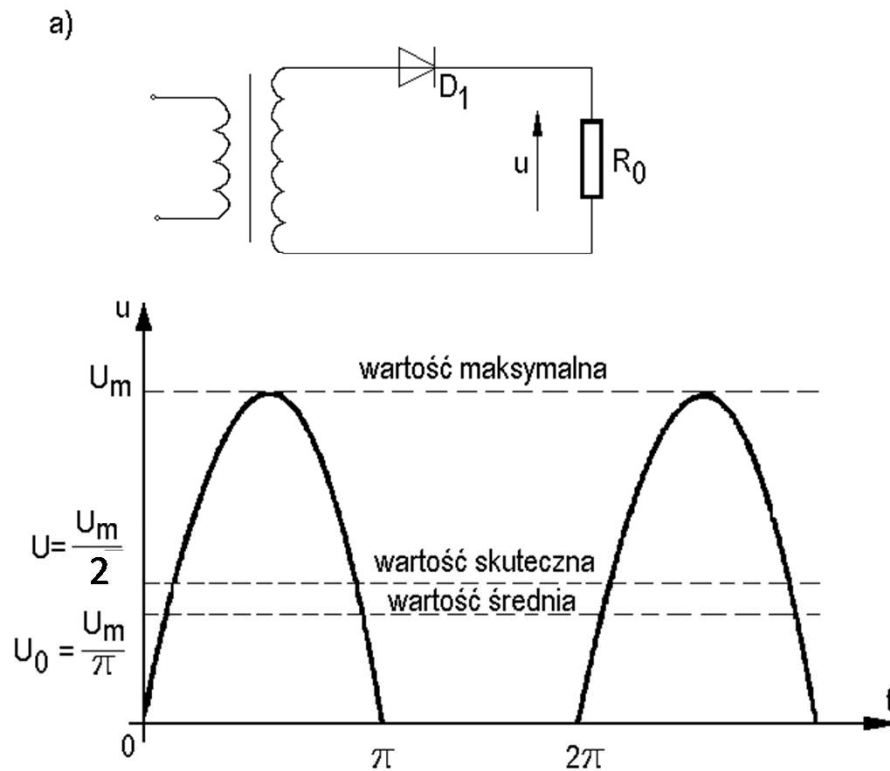 a)
D1
u
R0
u
Um
wartość maksymalna
U= Um/2
wartość skuteczna
wartość średnia
U0 = Um/π
t
0
π
2π